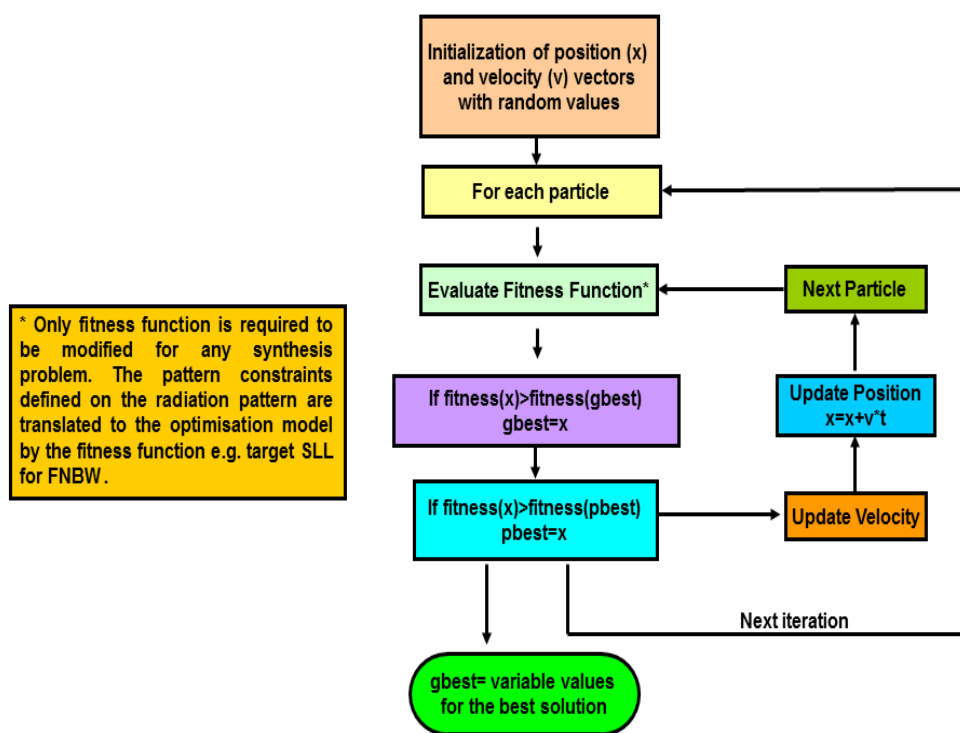 Initialization of position (x)
and velocity (v) vectors
with random values
For each particle
Evaluate Fitness Function*
Next Particle
* Only fitness function is required to
be modified for any synthesis
problem. The pattern constraints
defined on the radiation pattern are
translated to the optimisation model
by the fitness function e.g. target SLL
for FNBW.
If fitness(x)>fitness(gbest)
gbest=x
Update Position
x=x+v*t
If fitness(x)>fitness(pbest)
pbest=x
Update Velocity
Next iteration
gbest= variable values
for the best solution